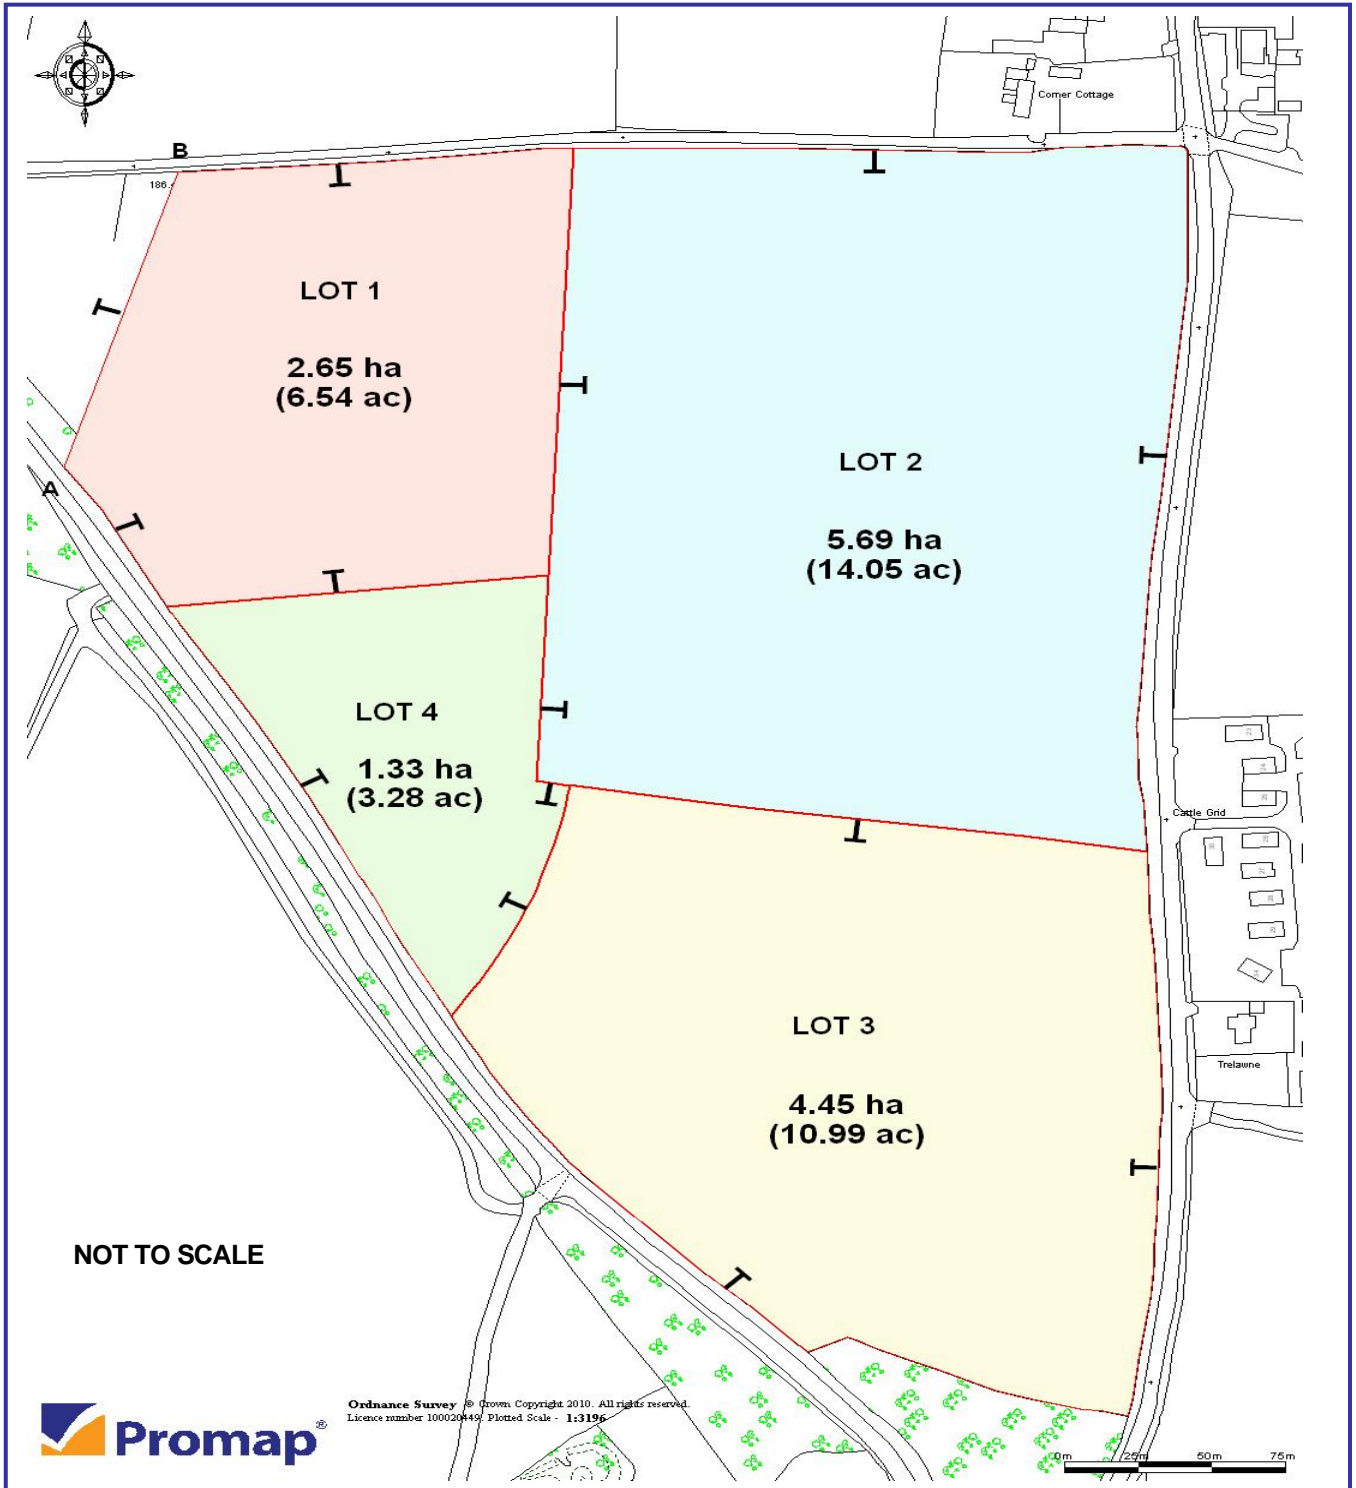 Corner Cottage
B
186
LOT 1
2.65 ha
(6.54 ac)
LOT 2
5.69 ha
(14.05 ac)
A
LOT 4
1.33 ha
(3.28 ac)
Cattle Grid
LOT 3
4.45 ha
(10.99 ac)
Trelawne
NOT TO SCALE
Ordnance Survey © Crown Copyright 2010. All rights reserved.
Licence number 100020449. Plotted Scale - 1:3196
Promap®
0m 25m 50m 75m